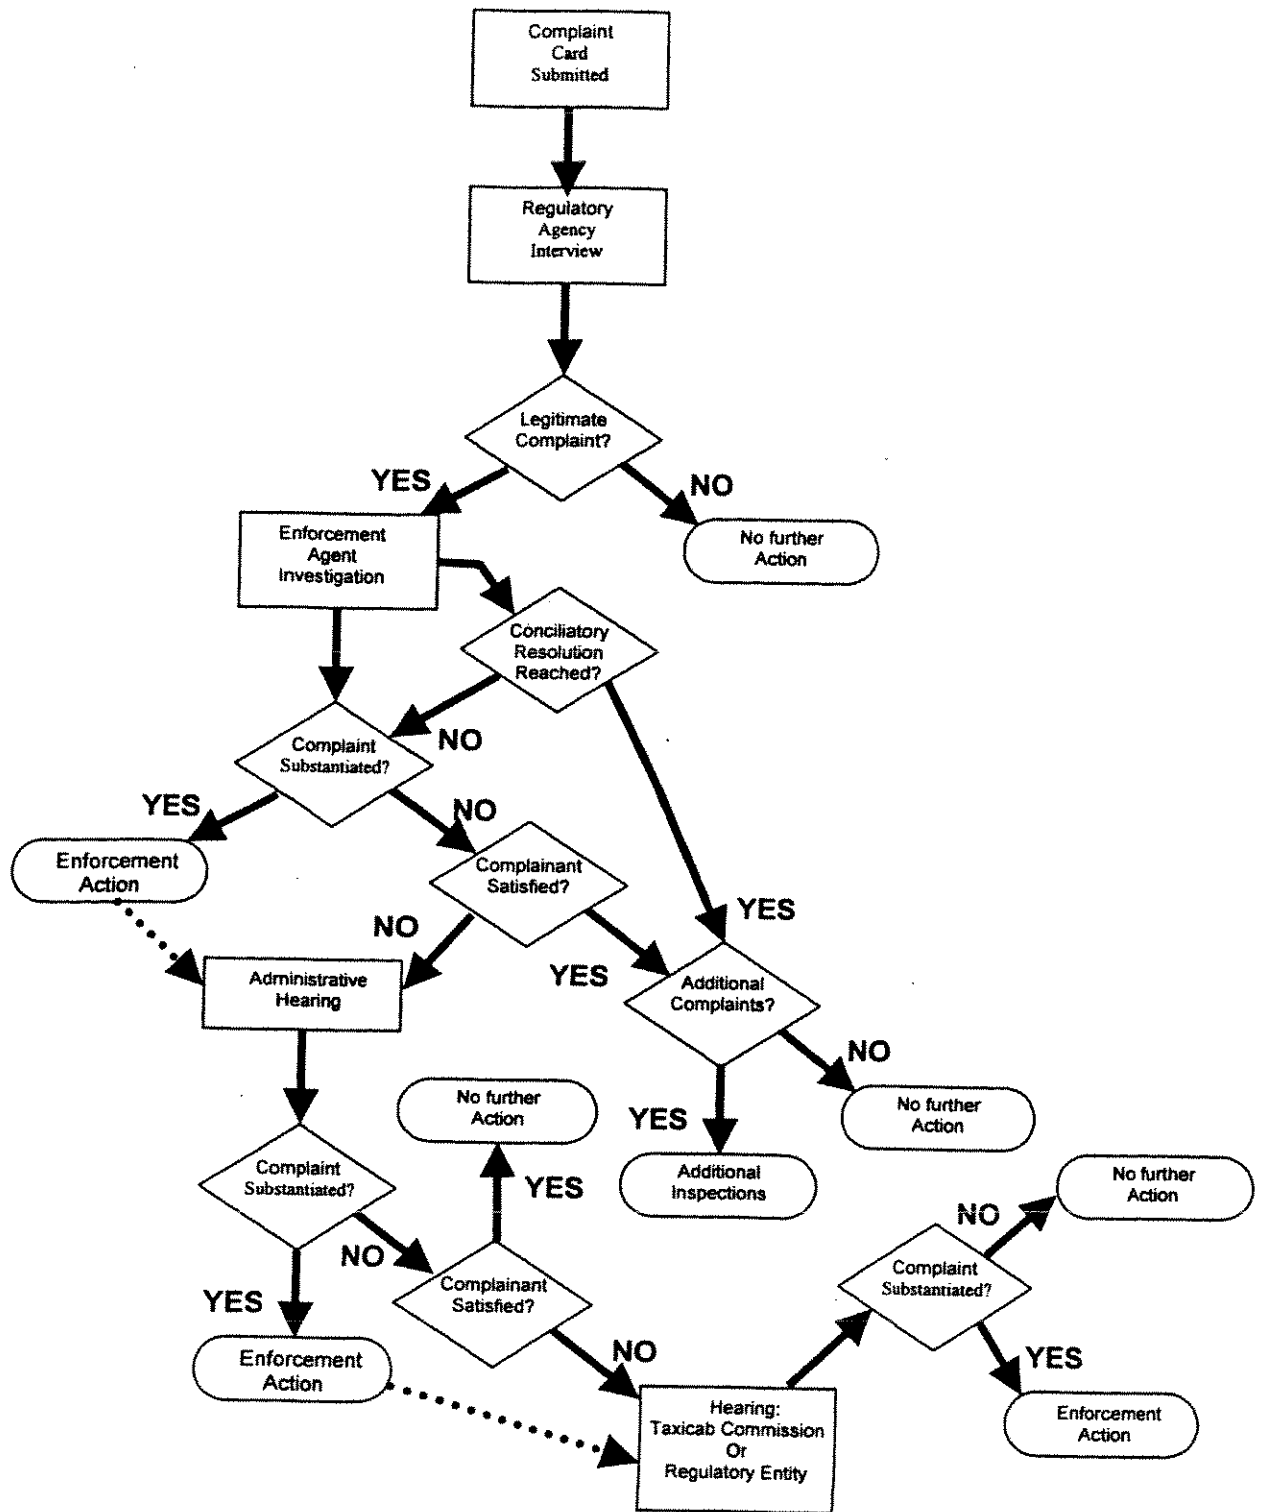 Complaint
Card
Submitted
Regulatory
Agency
Interview
Legitimate
Complaint?
YES
NO
Enforcement
Agent
Investigation
No further
Action
Conciliatory
Resolution
Reached?
NO
Complaint
Substantiated?
YES
NO
Enforcement
Action
Complainant
Satisfied?
YES
NO
YES
Administrative
Hearing
Additional
Complaints?
NO
No further
Action
YES
No further
Action
Additional
Inspections
Complaint
Substantiated?
YES
No further
Action
NO
NO
Complainant
Satisfied?
Complaint
Substantiated?
YES
Enforcement
Action
NO
YES
Hearing:
Taxicab Commission
Or
Regulatory Entity
Enforcement
Action